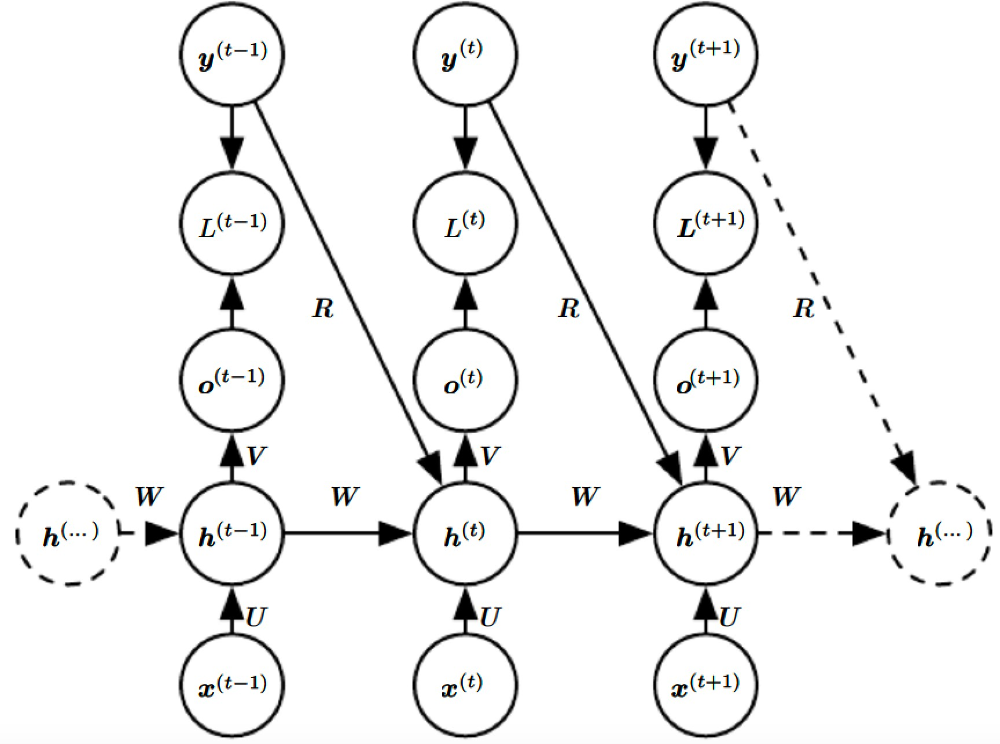 y^(t−1) y^(t) y^(t+1)
L^(t−1) L^(t) L^(t+1)
R R R
o^(t−1) o^(t) o^(t+1)
V V V
W W W W
h^(...) h^(t−1) h^(t) h^(t+1) h^(...)
U U U
x^(t−1) x^(t) x^(t+1)